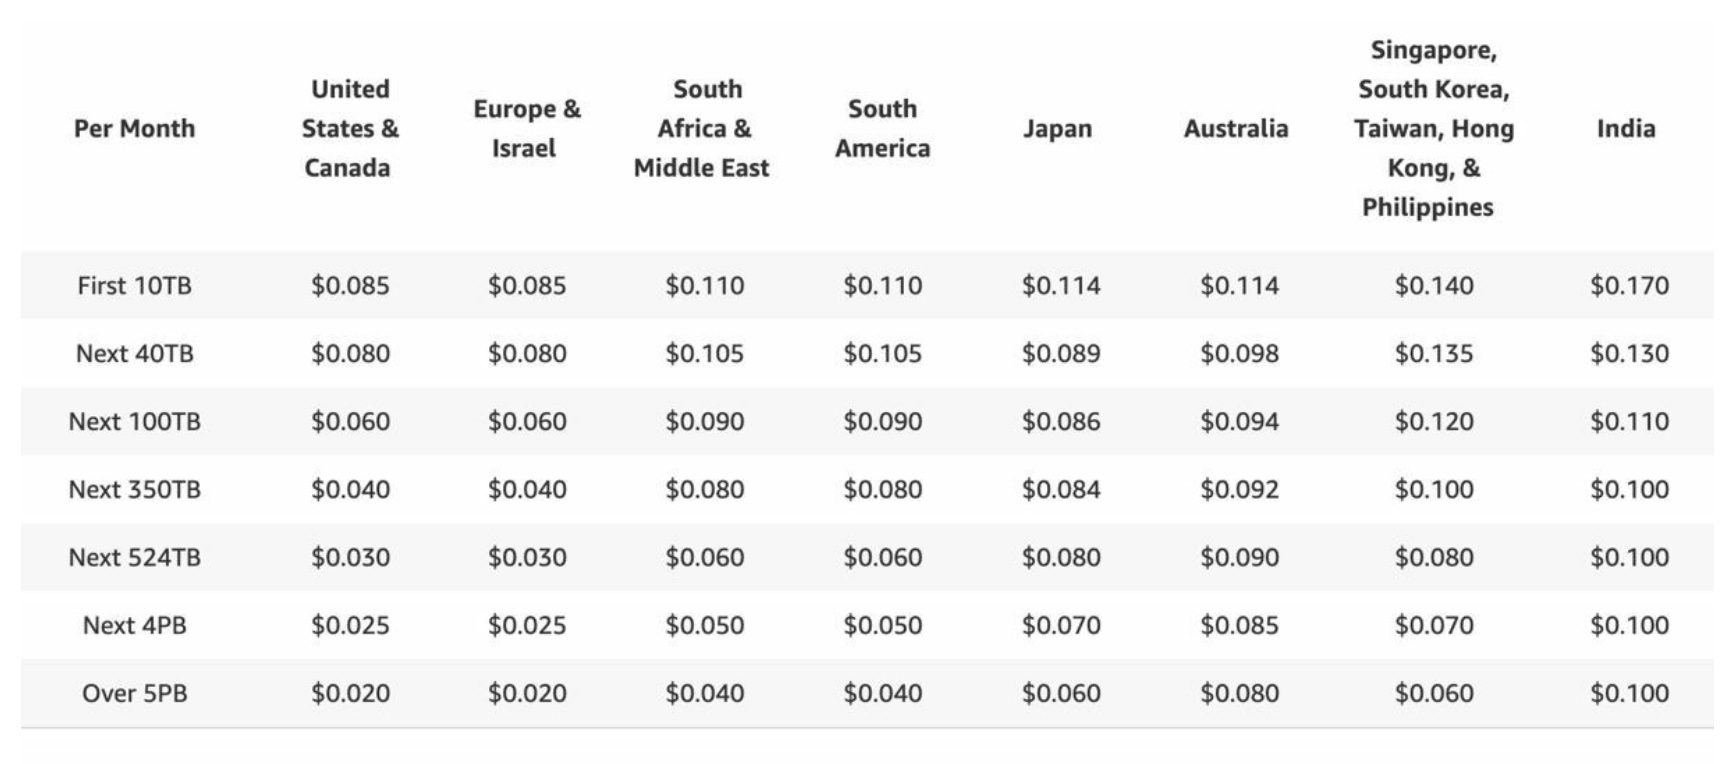 Per Month United States & Canada Europe & Israel South Africa & Middle East South America Japan Australia Singapore, South Korea, Taiwan, Hong Kong, & Philippines India
First 10TB $0.085 $0.085 $0.110 $0.110 $0.114 $0.114 $0.140 $0.170
Next 40TB $0.080 $0.080 $0.105 $0.105 $0.089 $0.098 $0.135 $0.130
Next 100TB $0.060 $0.060 $0.090 $0.090 $0.086 $0.094 $0.120 $0.110
Next 350TB $0.040 $0.040 $0.080 $0.080 $0.084 $0.092 $0.100 $0.100
Next 524TB $0.030 $0.030 $0.060 $0.060 $0.080 $0.090 $0.080 $0.100
Next 4PB $0.025 $0.025 $0.050 $0.050 $0.070 $0.085 $0.070 $0.100
Over 5PB $0.020 $0.020 $0.040 $0.040 $0.060 $0.080 $0.060 $0.100